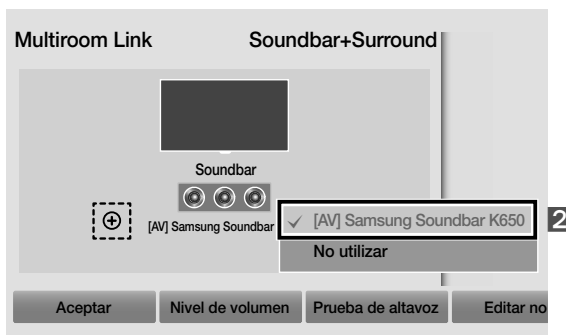 Multiroom Link
Soundbar+Surround
Soundbar
[AV] Samsung Soundbar
[AV] Samsung Soundbar K650
No utilizar
2
Aceptar
Nivel de volumen
Prueba de altavoz
Editar no